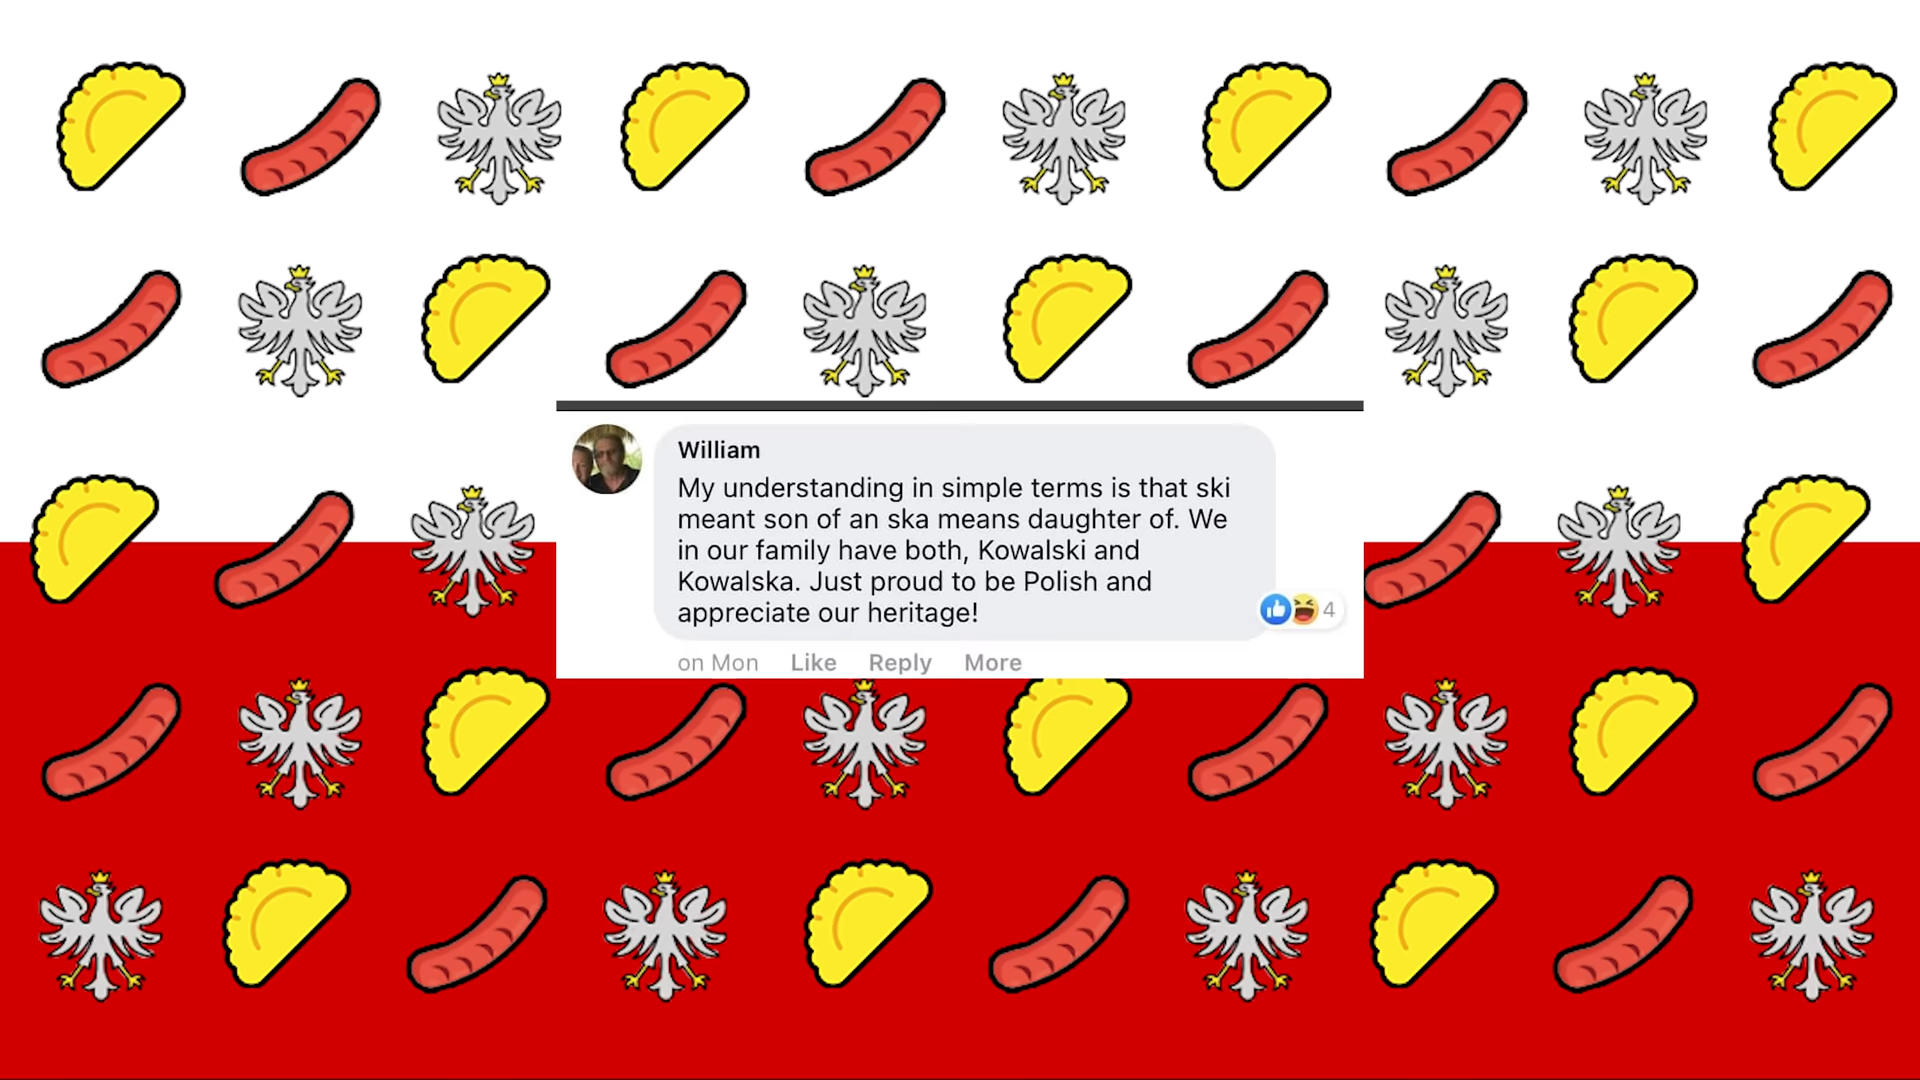 William
My understanding in simple terms is that ski
meant son of an ska means daughter of. We
in our family have both, Kowalski and
Kowalska. Just proud to be Polish and
appreciate our heritage!
4
on Mon Like Reply More